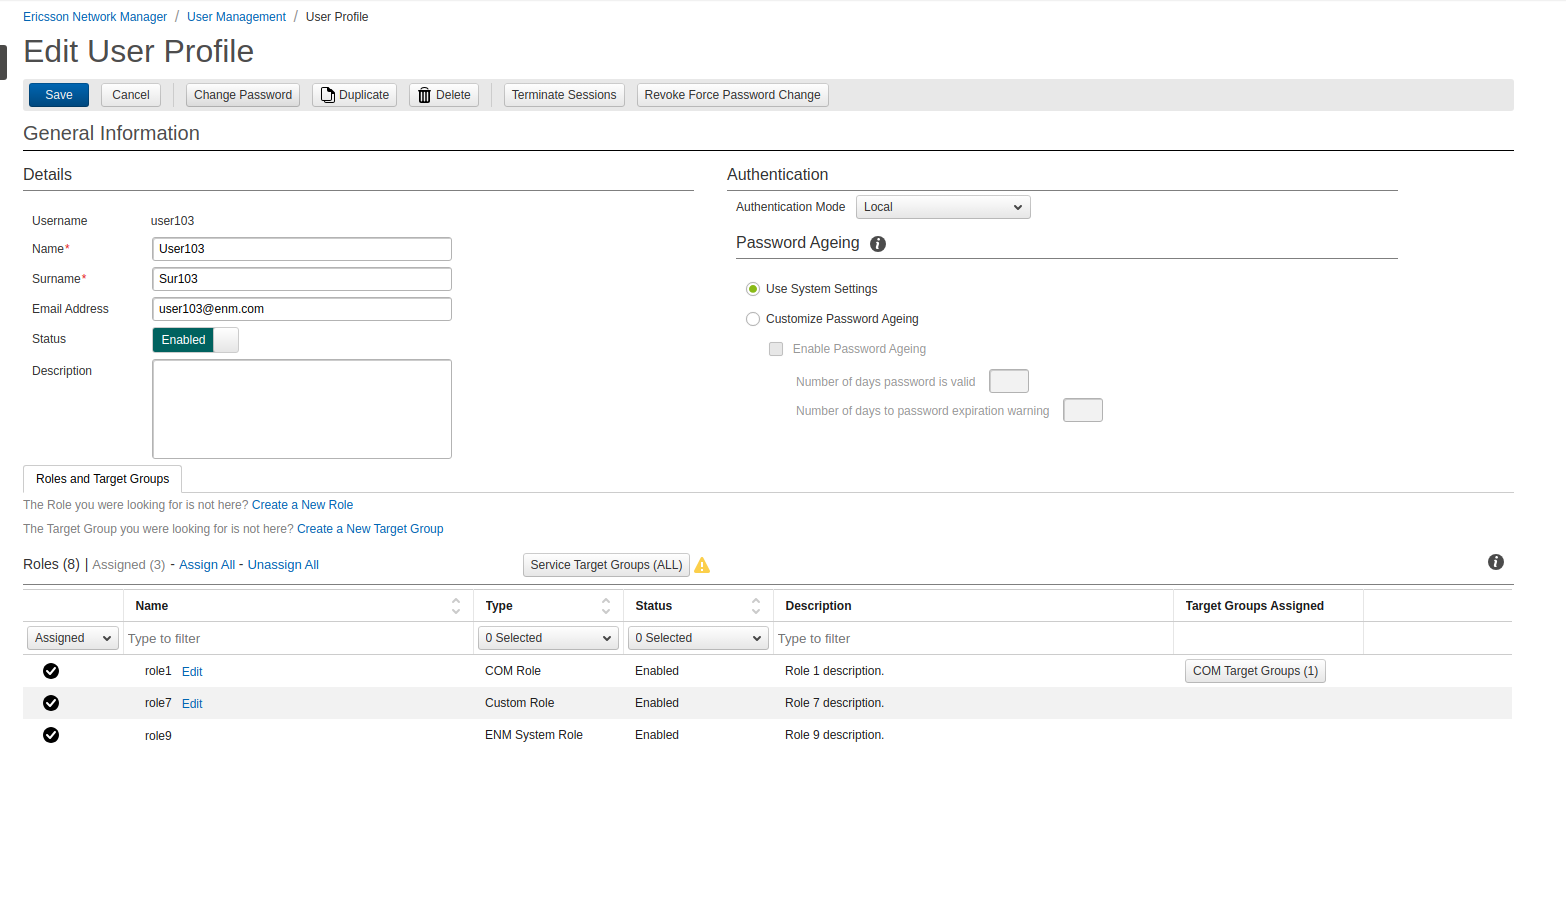 Ericsson Network Manager / User Management / User Profile
Edit User Profile
Save Cancel Change Password Duplicate Delete Terminate Sessions Revoke Force Password Change
General Information
Details
Username user103
Name* User103
Surname* Sur103
Email Address user103@enm.com
Status Enabled
Description
Authentication
Authentication Mode Local
Password Ageing i
Use System Settings
Customize Password Ageing
Enable Password Ageing
Number of days password is valid
Number of days to password expiration warning
Roles and Target Groups
The Role you were looking for is not here? Create a New Role
The Target Group you were looking for is not here? Create a New Target Group
Roles (8) | Assigned (3) - Assign All - Unassign All Service Target Groups (ALL) ! i
Name Type Status Description Target Groups Assigned
Assigned Type to filter 0 Selected 0 Selected Type to filter
role1 Edit COM Role Enabled Role 1 description. COM Target Groups (1)
role7 Edit Custom Role Enabled Role 7 description.
role9 ENM System Role Enabled Role 9 description.